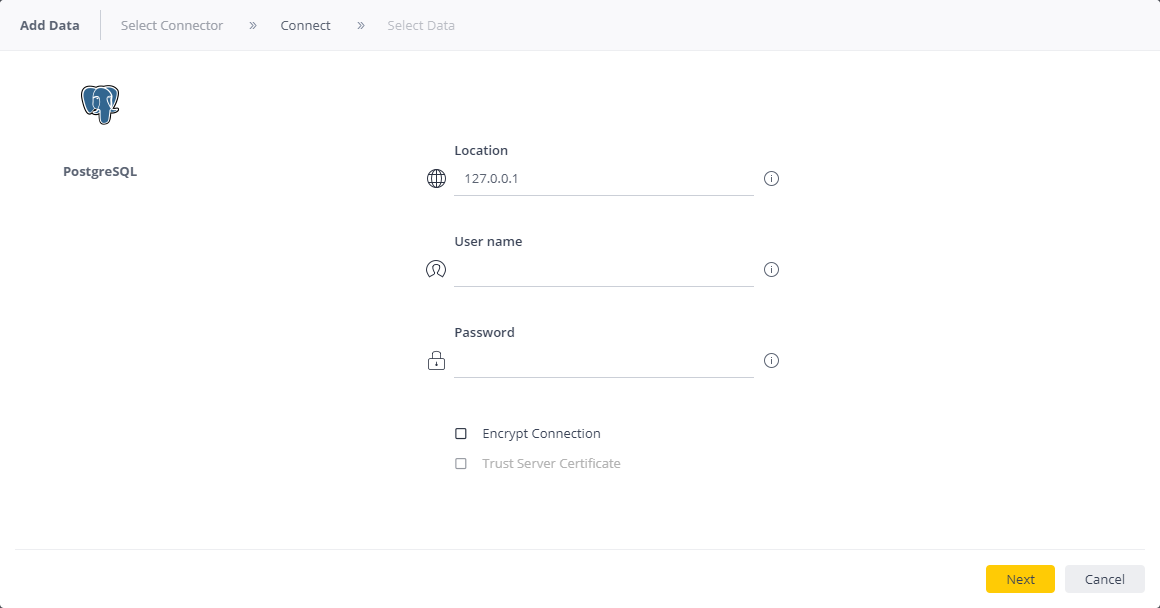 Add Data Select Connector » Connect » Select Data
PostgreSQL
Location
127.0.0.1
User name
Password
Encrypt Connection
Trust Server Certificate
Next Cancel